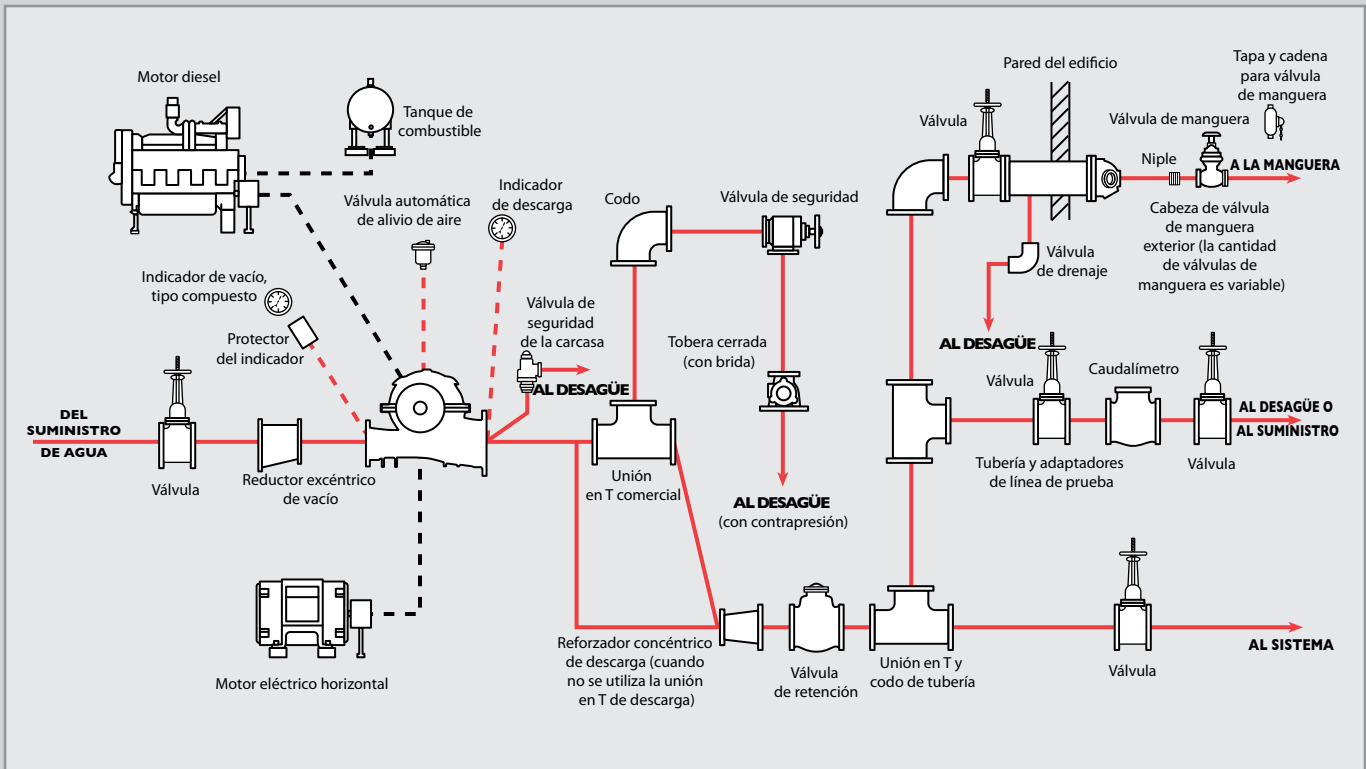 Motor diesel
Tanque de
combustible
Válvula automática
de alivio de aire
Indicador
de descarga
Indicador de vacío,
tipo compuesto
Protector
del indicador
DEL
SUMINISTRO
DE AGUA
Válvula
Reductor excéntrico
de vacío
Motor eléctrico horizontal
Válvula de
seguridad
de la carcasa
AL DESAGÜE
Codo
Válvula de seguridad
Tobera cerrada
(con brida)
Unión
en T comercial
AL DESAGÜE
(con contrapresión)
Reforzador concéntrico
de descarga (cuando
no se utiliza la unión
en T de descarga)
Válvula
de retención
Unión en T y
codo de tubería
Válvula
AL SISTEMA
Pared del edificio
Válvula
Tapa y cadena
para válvula
de manguera
Válvula de manguera
Niple
A LA MANGUERA
Cabeza de válvula
de manguera
exterior (la cantidad
de válvulas de
manguera es variable)
Válvula
de drenaje
AL DESAGÜE
Válvula
Caudalímetro
AL DESAGÜE O
AL SUMINISTRO
Tubería y adaptadores
de línea de prueba
Válvula